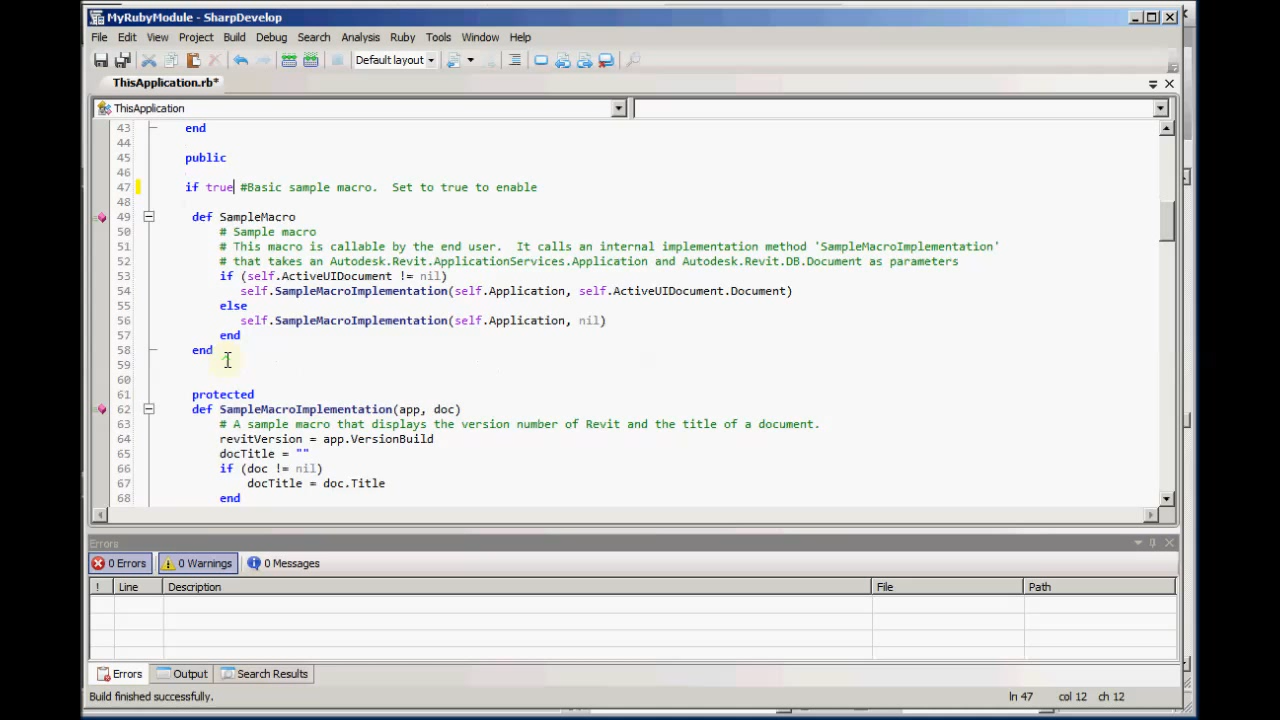 MyRubyModule - SharpDevelop
File Edit View Project Build Debug Search Analysis Ruby Tools Window Help
Default layout
ThisApplication.rb*
ThisApplication
43 end
44
45 public
46
47 if true #Basic sample macro.  Set to true to enable
48
49 def SampleMacro
50 # Sample macro
51 # This macro is callable by the end user.  It calls an internal implementation method 'SampleMacroImplementation'
52 # that takes an Autodesk.Revit.ApplicationServices.Application and Autodesk.Revit.DB.Document as parameters
53 if (self.ActiveUIDocument != nil)
54 self.SampleMacroImplementation(self.Application, self.ActiveUIDocument.Document)
55 else
56 self.SampleMacroImplementation(self.Application, nil)
57 end
58 end
59
60
61 protected
62 def SampleMacroImplementation(app, doc)
63 # A sample macro that displays the version number of Revit and the title of a document.
64 revitVersion = app.VersionBuild
65 docTitle = ""
66 if (doc != nil)
67 docTitle = doc.Title
68 end
Errors
0 Errors 0 Warnings 0 Messages
! Line Description File Path
Errors Output Search Results
Build finished successfully. ln 47 col 12 ch 12